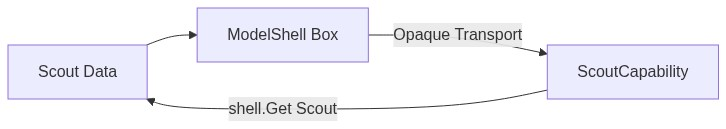 ModelShell Box
Opaque Transport
Scout Data
ScoutCapability
shell.Get Scout